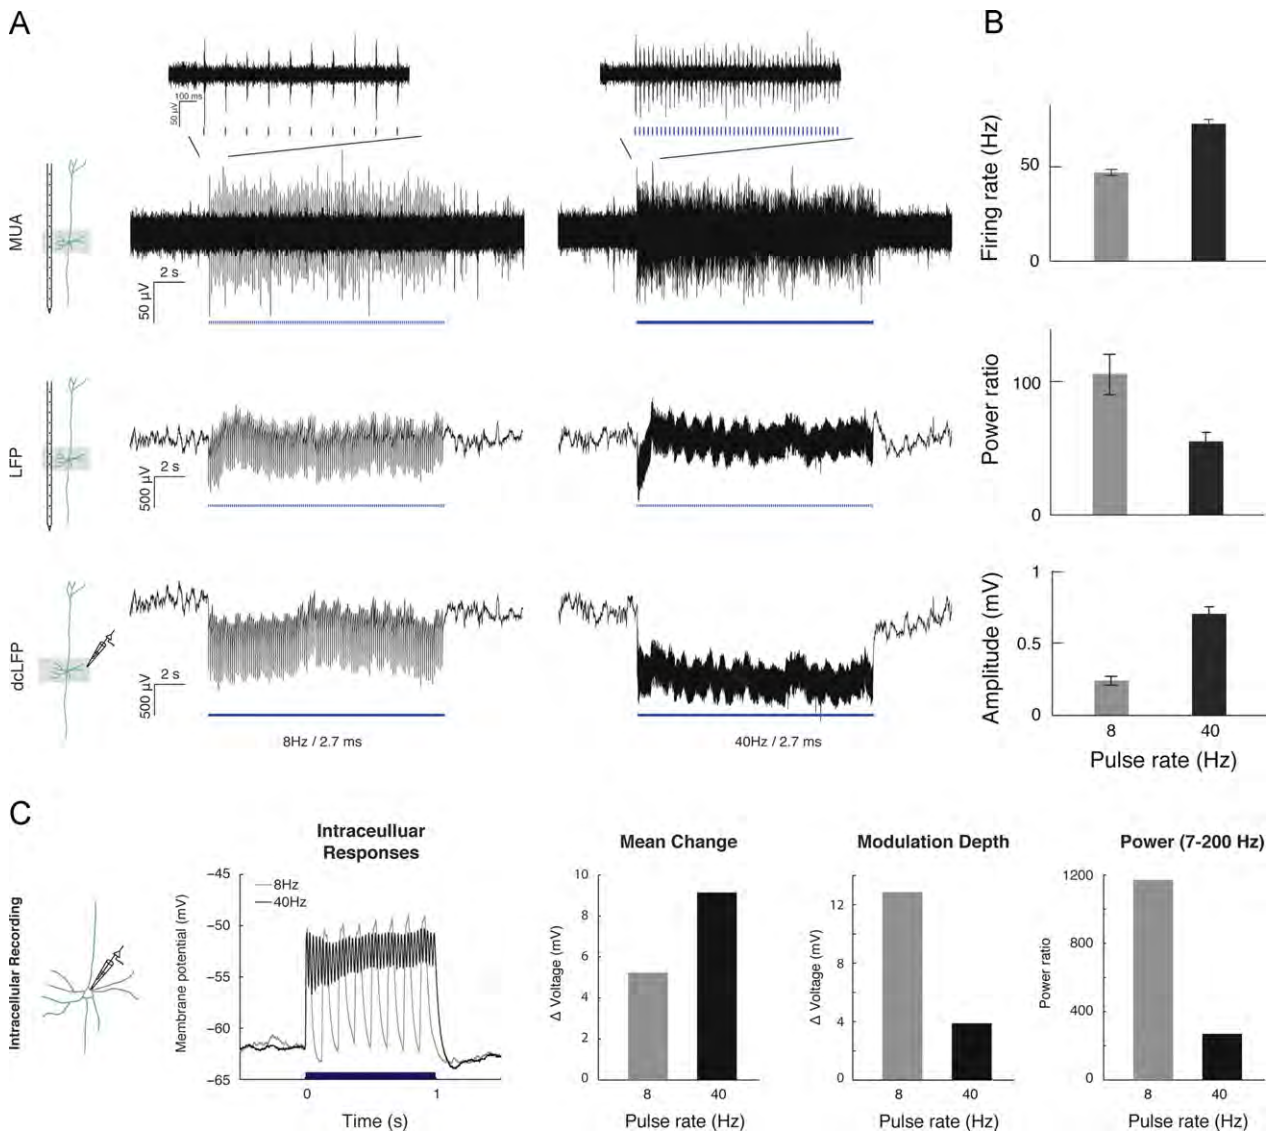 A
100 ms
50 µV
MUA
2 s
50 µV
LFP
2 s
500 µV
dcLFP
2 s
500 µV
8Hz / 2.7 ms
40Hz / 2.7 ms
B
Firing rate (Hz)
50
0
Power ratio
100
0
Amplitude (mV)
1
0.5
0
8
40
Pulse rate (Hz)
C
Intracellular Recording
Intraceulluar
Responses
Membrane potential (mV)
−45
−50
−55
−60
−65
8Hz
40Hz
0
1
Time (s)
Mean Change
Δ Voltage (mV)
10
8
6
4
2
0
8
40
Pulse rate (Hz)
Modulation Depth
Δ Voltage (mV)
12
8
4
0
8
40
Pulse rate (Hz)
Power (7-200 Hz)
Power ratio
1200
800
400
0
8
40
Pulse rate (Hz)